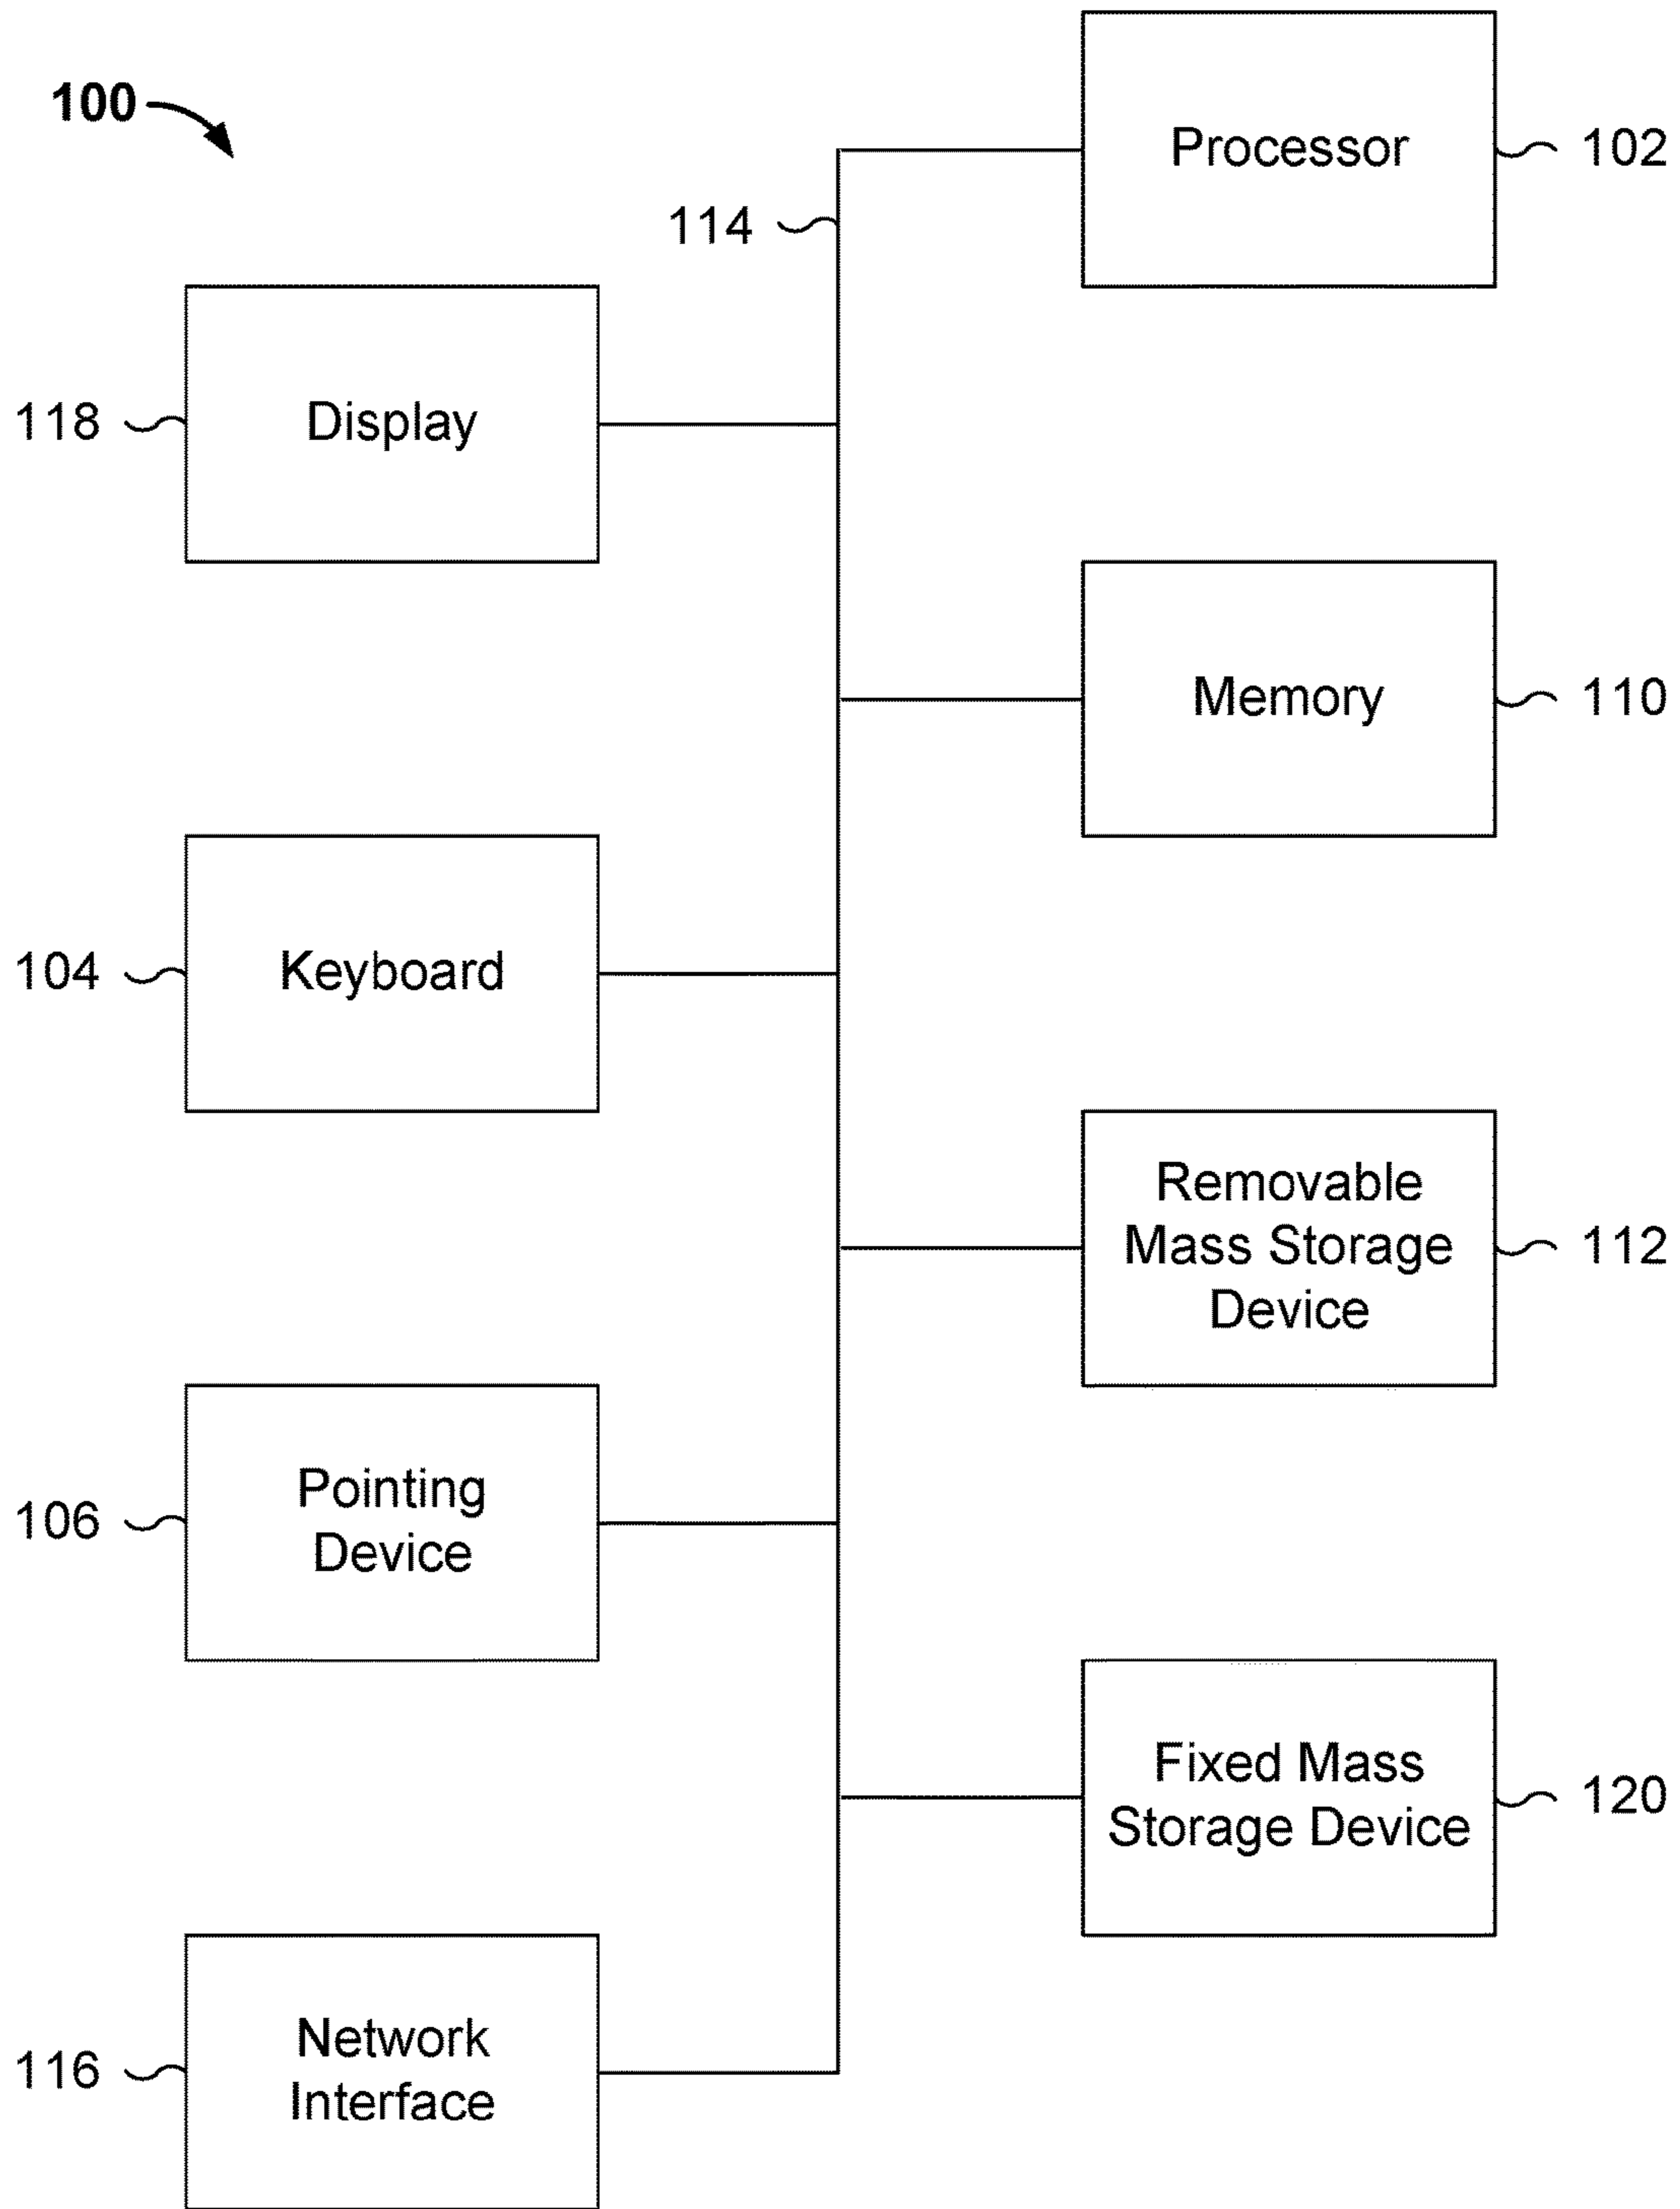 100
Processor
102
114
Display
118
Memory
110
Keyboard
104
Removable
Mass Storage
Device
112
Pointing
Device
106
Fixed Mass
Storage Device
120
Network
Interface
116